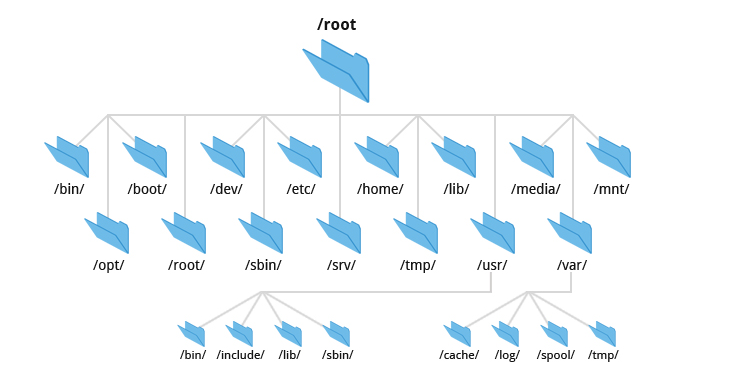 /root
/bin/ /boot/ /dev/ /etc/ /home/ /lib/ /media/ /mnt/
/opt/ /root/ /sbin/ /srv/ /tmp/ /usr/ /var/
/bin/ /include/ /lib/ /sbin/ /cache/ /log/ /spool/ /tmp/